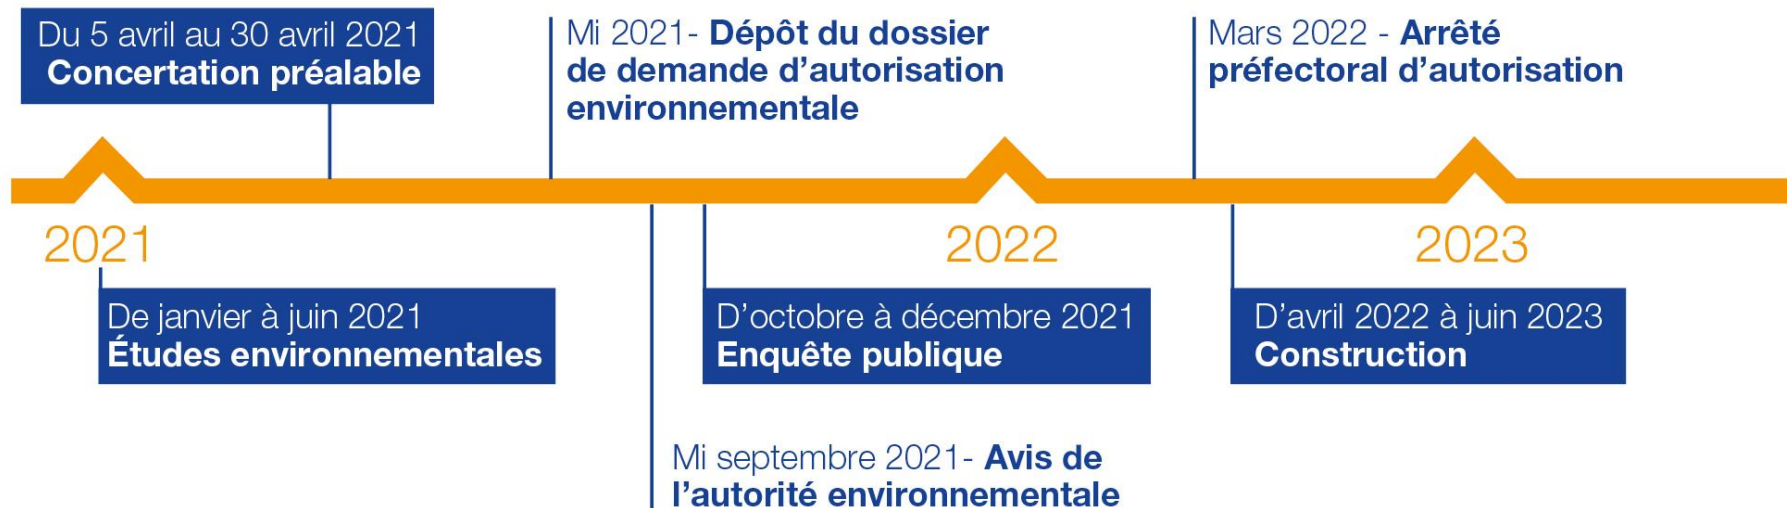 Du 5 avril au 30 avril 2021
Concertation préalable
Mi 2021- Dépôt du dossier
de demande d'autorisation
environnementale
Mars 2022 - Arrêté
préfectoral d'autorisation
2021
2022
2023
De janvier à juin 2021
Études environnementales
D'octobre à décembre 2021
Enquête publique
D'avril 2022 à juin 2023
Construction
Mi septembre 2021- Avis de
l'autorité environnementale